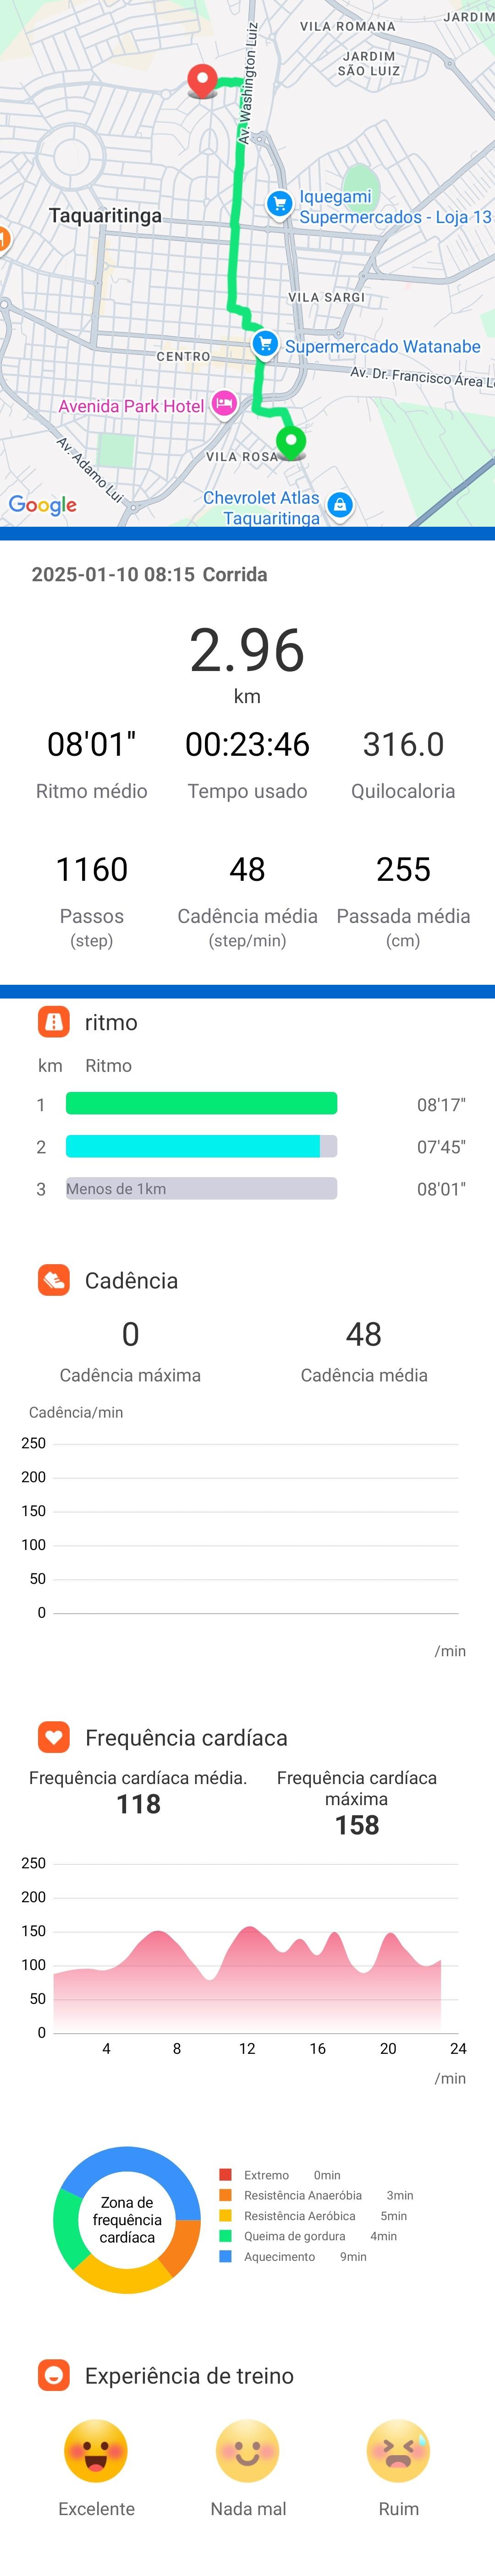 JARDIM
VILA ROMANA
JARDIM
SÃO LUIZ
Av. Washington Luiz
Iquegami
Supermercados - Loja 13
Taquaritinga
VILA SARGI
Supermercado Watanabe
CENTRO
Av. Dr. Francisco Área L
Avenida Park Hotel
VILA ROSA
Av. Adamo Lui
Chevrolet Atlas
Taquaritinga
Google
2025-01-10 08:15 Corrida
2.96
km
08'01" 00:23:46 316.0
Ritmo médio Tempo usado Quilocaloria
1160 48 255
Passos Cadência média Passada média
(step) (step/min) (cm)
ritmo
km Ritmo
1 08'17"
2 07'45"
3 Menos de 1km 08'01"
Cadência
0 48
Cadência máxima Cadência média
Cadência/min
250
200
150
100
50
0
/min
Frequência cardíaca
Frequência cardíaca média. Frequência cardíaca
máxima
118 158
250
200
150
100
50
0
4 8 12 16 20 24
/min
Zona de
frequência
cardíaca
Extremo 0min
Resistência Anaeróbia 3min
Resistência Aeróbica 5min
Queima de gordura 4min
Aquecimento 9min
Experiência de treino
Excelente Nada mal Ruim